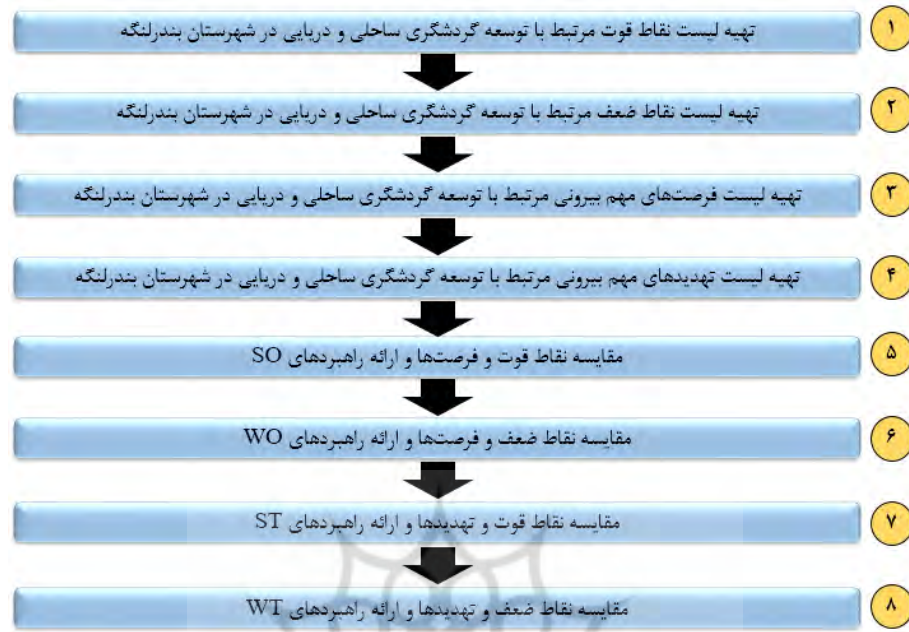 ۱
تهیه لیست نقاط قوت مرتبط با توسعه گردشگری ساحلی و دریایی در شهرستان بندرلنگه
۲
تهیه لیست نقاط ضعف مرتبط با توسعه گردشگری ساحلی و دریایی در شهرستان بندرلنگه
۳
تهیه لیست فرصت‌های مهم بیرونی مرتبط با توسعه گردشگری ساحلی و دریایی در شهرستان بندرلنگه
۴
تهیه لیست تهدیدهای مهم بیرونی مرتبط با توسعه گردشگری ساحلی و دریایی در شهرستان بندرلنگه
۵
مقایسه نقاط قوت و فرصت‌ها و ارائه راهبردهای SO
۶
مقایسه نقاط ضعف و فرصت‌ها و ارائه راهبردهای WO
۷
مقایسه نقاط قوت و تهدیدها و ارائه راهبردهای ST
۸
مقایسه نقاط ضعف و تهدیدها و ارائه راهبردهای WT